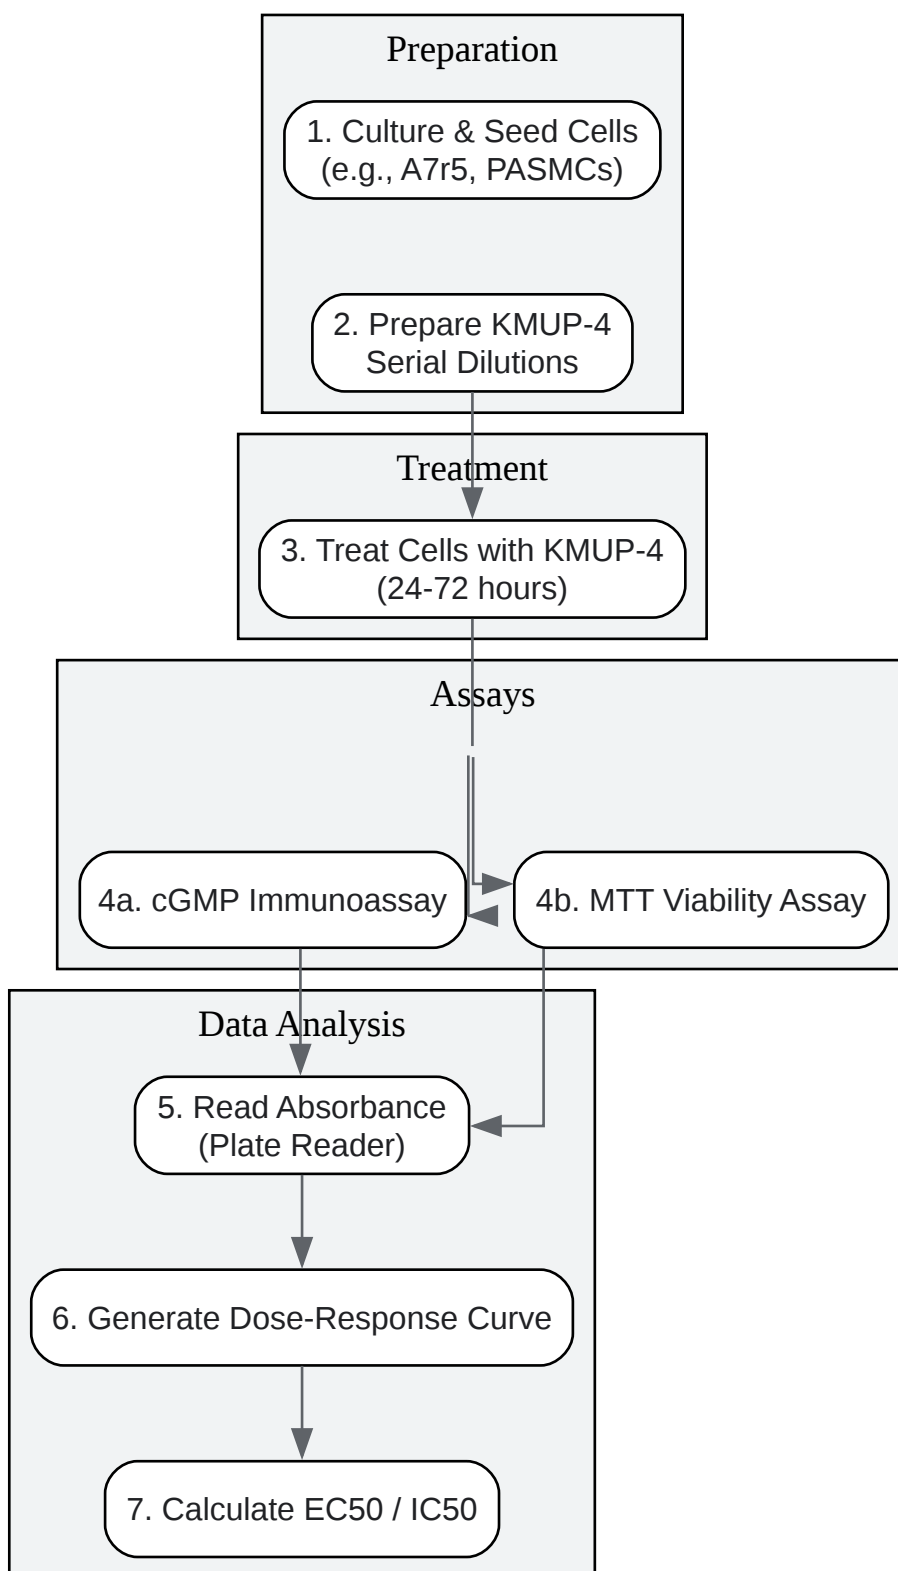 Preparation
1. Culture & Seed Cells
(e.g., A7r5, PASMCs)
2. Prepare KMUP-4
Serial Dilutions
Treatment
3. Treat Cells with KMUP-4
(24-72 hours)
Assays
4a. cGMP Immunoassay
4b. MTT Viability Assay
Data Analysis
5. Read Absorbance
(Plate Reader)
6. Generate Dose-Response Curve
7. Calculate EC50 / IC50